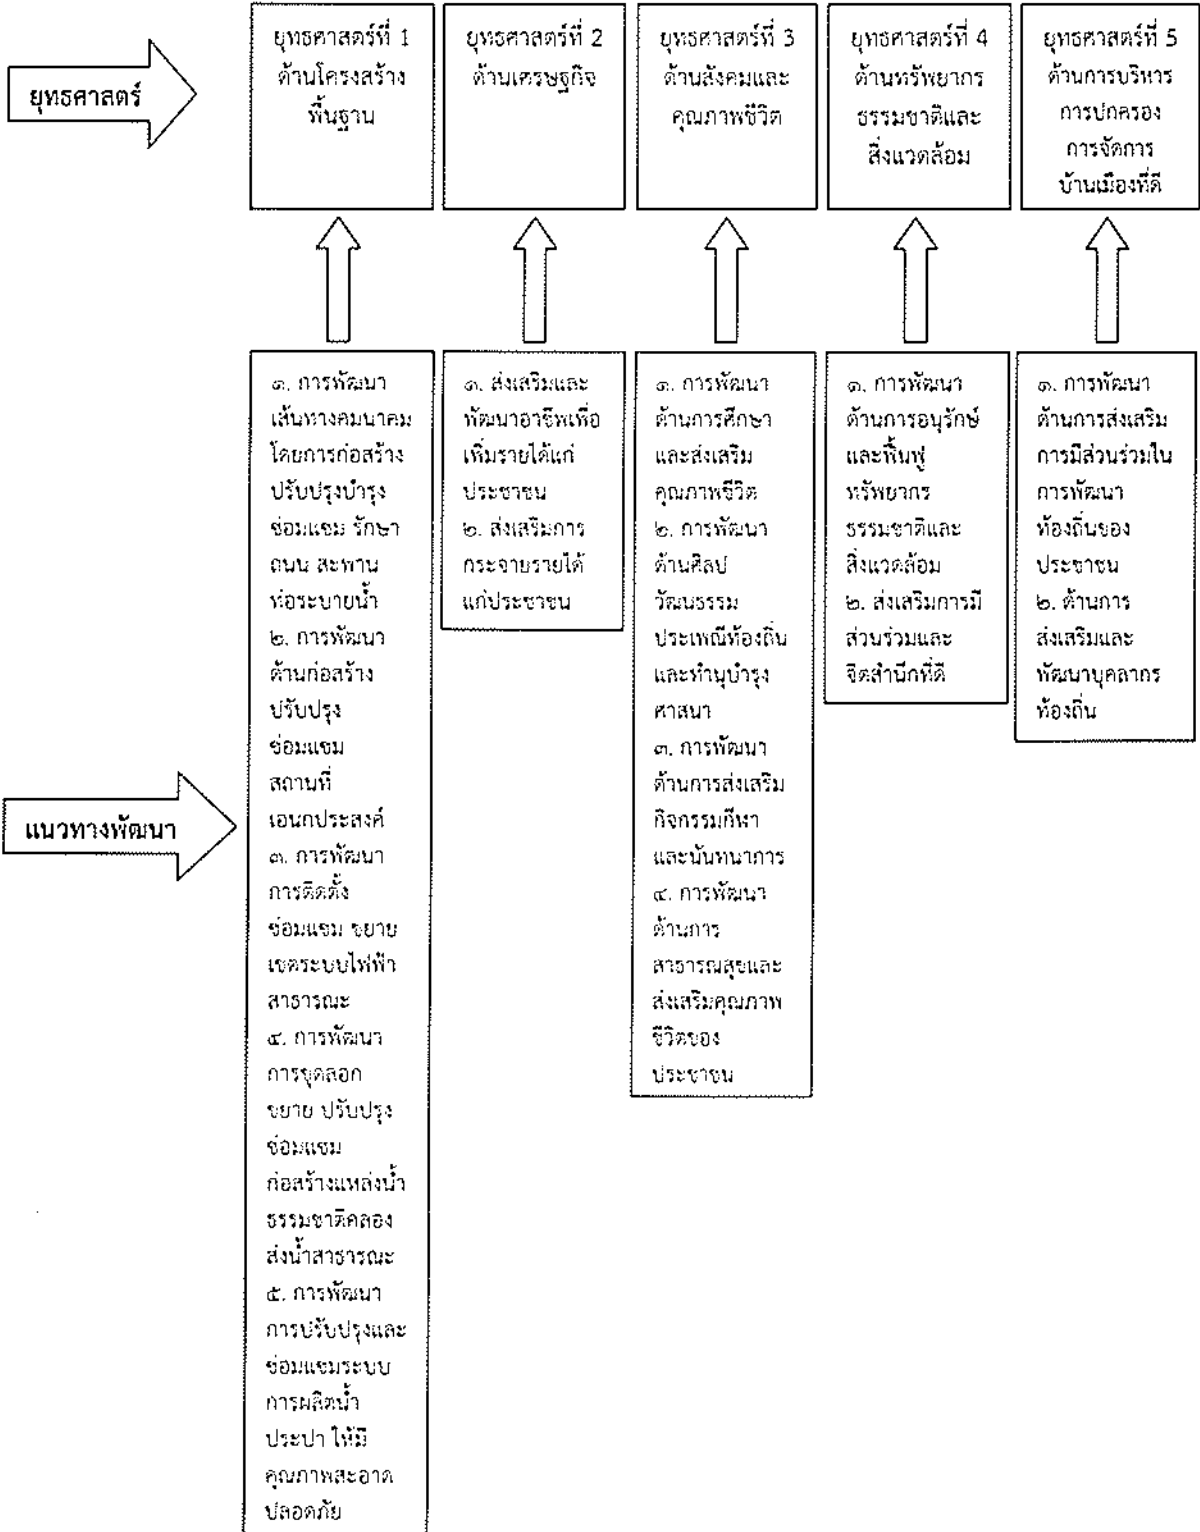 ยุทธศาสตร์
ยุทธศาสตร์ที่ 1
ด้านโครงสร้าง
พื้นฐาน
ยุทธศาสตร์ที่ 2
ด้านเศรษฐกิจ
ยุทธศาสตร์ที่ 3
ด้านสังคมและ
คุณภาพชีวิต
ยุทธศาสตร์ที่ 4
ด้านทรัพยากร
ธรรมชาติและ
สิ่งแวดล้อม
ยุทธศาสตร์ที่ 5
ด้านการบริหาร
การปกครอง
การจัดการ
บ้านเมืองที่ดี
แนวทางพัฒนา
๑. การพัฒนา
เส้นทางคมนาคม
โดยการก่อสร้าง
ปรับปรุงบำรุง
ซ่อมแซม รักษา
ถนน สะพาน
ท่อระบายน้ำ
๒. การพัฒนา
ด้านก่อสร้าง
ปรับปรุง
ซ่อมแซม
สถานที่
เอนกประสงค์
๓. การพัฒนา
การติดตั้ง
ซ่อมแซม ขยาย
เขตระบบไฟฟ้า
สาธารณะ
๔. การพัฒนา
การขุดลอก
ขยาย ปรับปรุง
ซ่อมแซม
ก่อสร้างแหล่งน้ำ
ธรรมชาติคลอง
ส่งน้ำสาธารณะ
๕. การพัฒนา
การปรับปรุงและ
ซ่อมแซมระบบ
การผลิตน้ำ
ประปา ให้มี
คุณภาพสะอาด
ปลอดภัย
๑. ส่งเสริมและ
พัฒนาอาชีพเพื่อ
เพิ่มรายได้แก่
ประชาชน
๒. ส่งเสริมการ
กระจายรายได้
แก่ประชาชน
๑. การพัฒนา
ด้านการศึกษา
และส่งเสริม
คุณภาพชีวิต
๒. การพัฒนา
ด้านศิลป
วัฒนธรรม
ประเพณีท้องถิ่น
และทำนุบำรุง
ศาสนา
๓. การพัฒนา
ด้านการส่งเสริม
กิจกรรมกีฬา
และนันทนาการ
๔. การพัฒนา
ด้านการ
สาธารณสุขและ
ส่งเสริมคุณภาพ
ชีวิตของ
ประชาชน
๑. การพัฒนา
ด้านการอนุรักษ์
และฟื้นฟู
ทรัพยากร
ธรรมชาติและ
สิ่งแวดล้อม
๒. ส่งเสริมการมี
ส่วนร่วมและ
จิตสำนึกที่ดี
๑. การพัฒนา
ด้านการส่งเสริม
การมีส่วนร่วมใน
การพัฒนา
ท้องถิ่นของ
ประชาชน
๒. ด้านการ
ส่งเสริมและ
พัฒนาบุคลากร
ท้องถิ่น